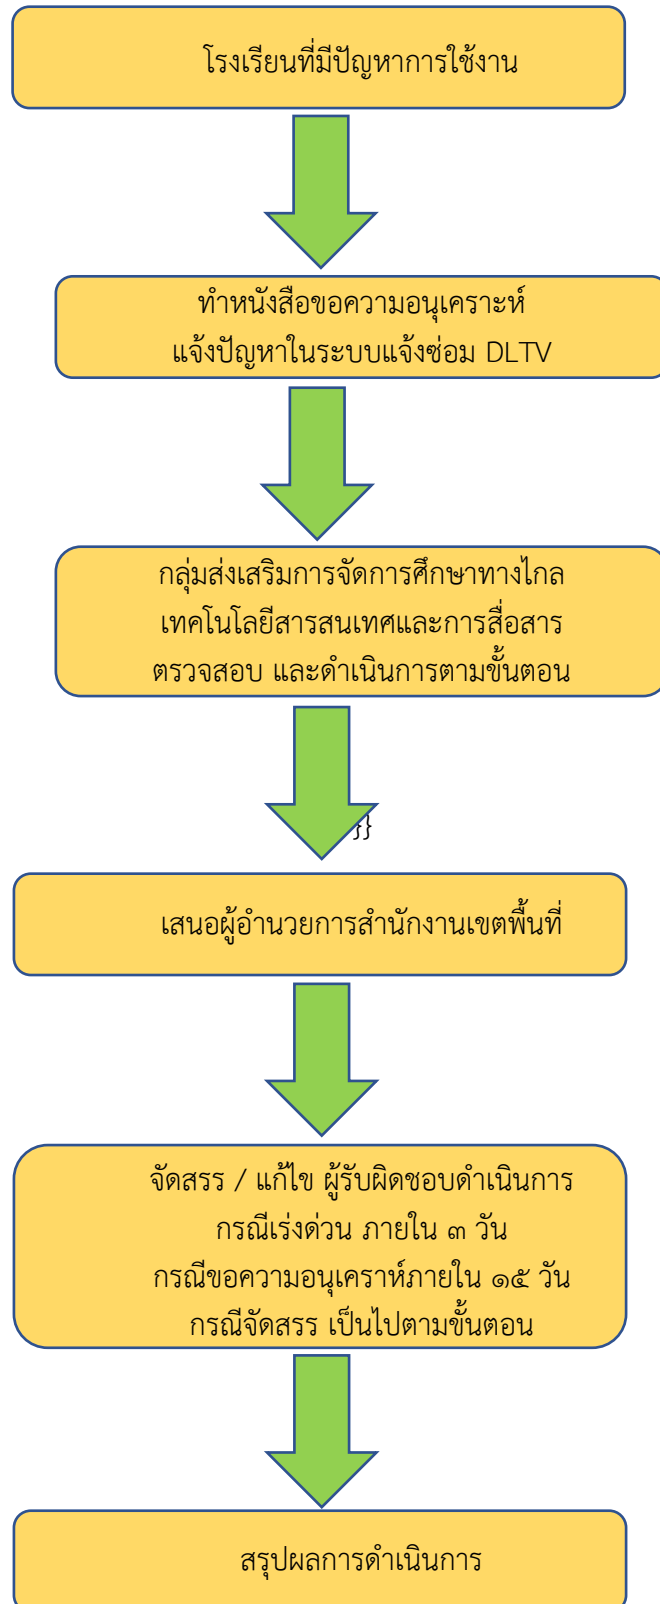 โรงเรียนที่มีปัญหาการใช้งาน
ทำหนังสือขอความอนุเคราะห์
แจ้งปัญหาในระบบแจ้งซ่อม DLTV
กลุ่มส่งเสริมการจัดการศึกษาทางไกล
เทคโนโลยีสารสนเทศและการสื่อสาร
ตรวจสอบ และดำเนินการตามขั้นตอน
}}
เสนอผู้อำนวยการสำนักงานเขตพื้นที่
จัดสรร / แก้ไข ผู้รับผิดชอบดำเนินการ
กรณีเร่งด่วน ภายใน ๓ วัน
กรณีขอความอนุเคราห์ภายใน ๑๕ วัน
กรณีจัดสรร เป็นไปตามขั้นตอน
สรุปผลการดำเนินการ